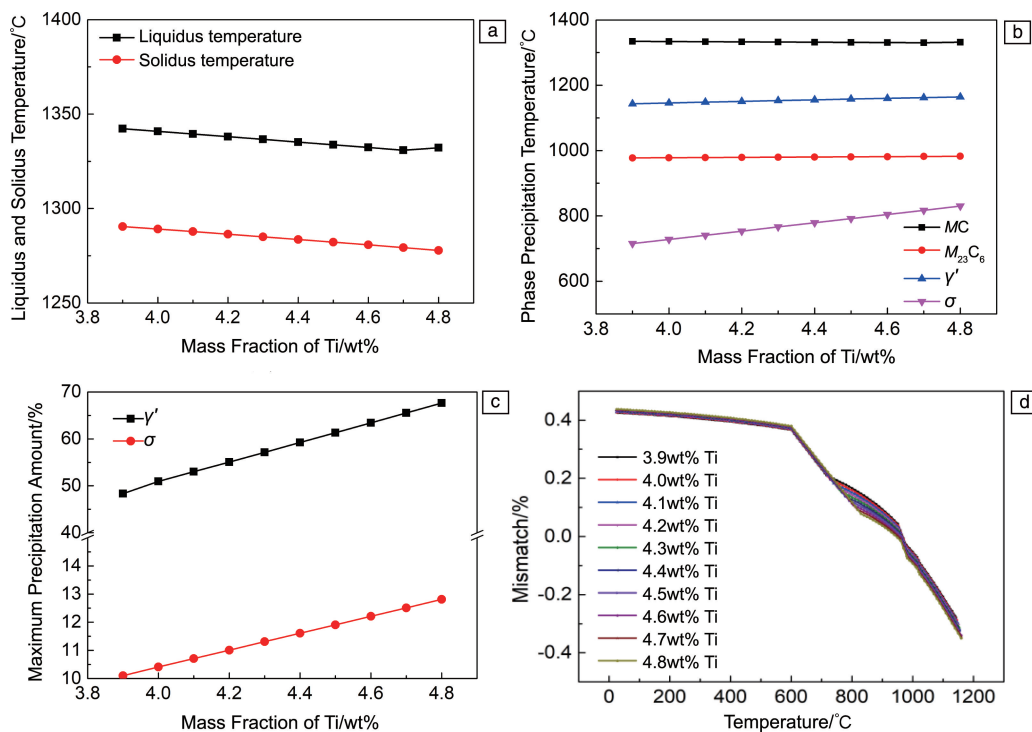 a
Liquidus and Solidus Temperature/°C
1400
1350
1300
1250
Liquidus temperature
Solidus temperature
3.8 4.0 4.2 4.4 4.6 4.8
Mass Fraction of Ti/wt%
b
Phase Precipitation Temperature/°C
1400
1200
1000
800
600
MC
M₂₃C₆
γ′
σ
3.8 4.0 4.2 4.4 4.6 4.8
Mass Fraction of Ti/wt%
c
Maximum Precipitation Amount/%
70
60
50
40
13
12
11
10
γ′
σ
3.8 4.0 4.2 4.4 4.6 4.8
Mass Fraction of Ti/wt%
d
Mismatch/%
0.4
0.2
0.0
-0.2
-0.4
3.9wt% Ti
4.0wt% Ti
4.1wt% Ti
4.2wt% Ti
4.3wt% Ti
4.4wt% Ti
4.5wt% Ti
4.6wt% Ti
4.7wt% Ti
4.8wt% Ti
0 200 400 600 800 1000 1200
Temperature/°C